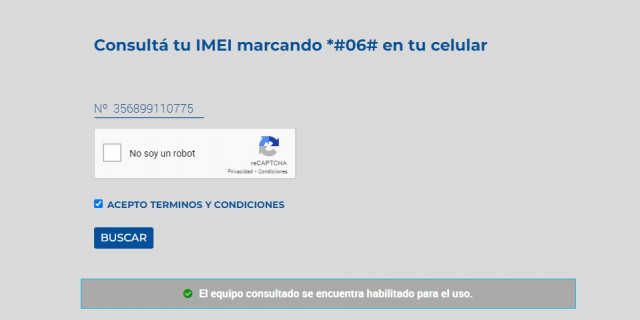 Consultá tu IMEI marcando *#06# en tu celular
Nº 356899110775
No soy un robot
reCAPTCHA
Privacidad - Condiciones
ACEPTO TERMINOS Y CONDICIONES
BUSCAR
El equipo consultado se encuentra habilitado para el uso.